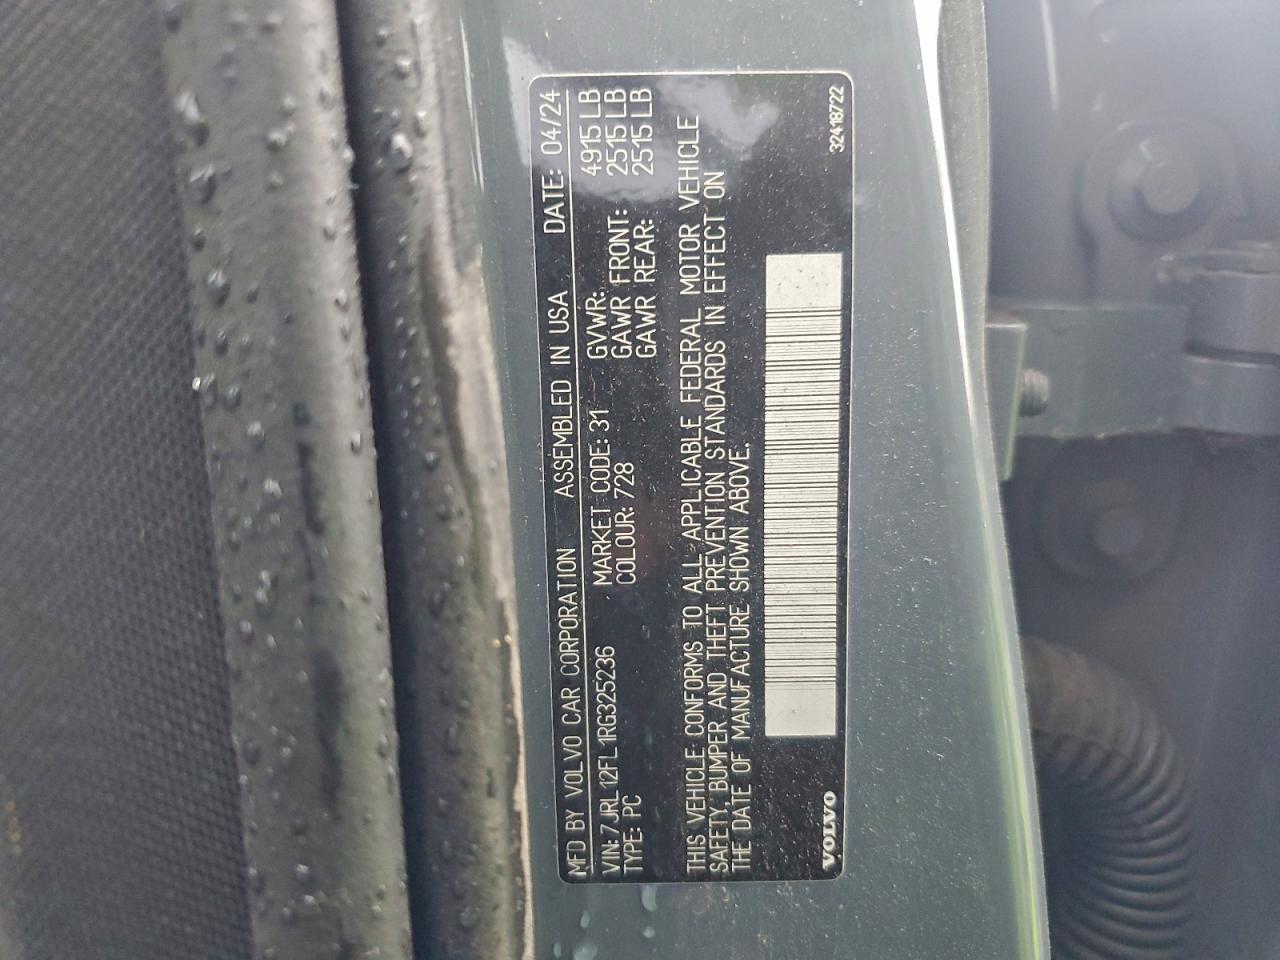 MFD BY VOLVO CAR CORPORATION ASSEMBLED IN USA DATE: 04/24
VIN: 7JRL12FL1RG325236 MARKET CODE: 31 GVWR: 4915 LB
TYPE: PC COLOUR: 728 GAWR FRONT: 2515 LB
GAWR REAR: 2515 LB
THIS VEHICLE CONFORMS TO ALL APPLICABLE FEDERAL MOTOR VEHICLE
SAFETY, BUMPER AND THEFT PREVENTION STANDARDS IN EFFECT ON
THE DATE OF MANUFACTURE SHOWN ABOVE.
VOLVO 32418722